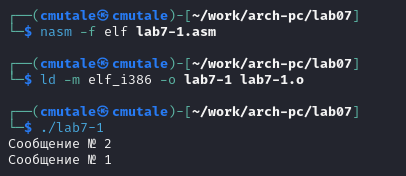 ┌──(cmutale㉿cmutale)-[~/work/arch-pc/lab07]
└─$ nasm -f elf lab7-1.asm
┌──(cmutale㉿cmutale)-[~/work/arch-pc/lab07]
└─$ ld -m elf_i386 -o lab7-1 lab7-1.o
┌──(cmutale㉿cmutale)-[~/work/arch-pc/lab07]
└─$ ./lab7-1
Сообщение № 2
Сообщение № 1